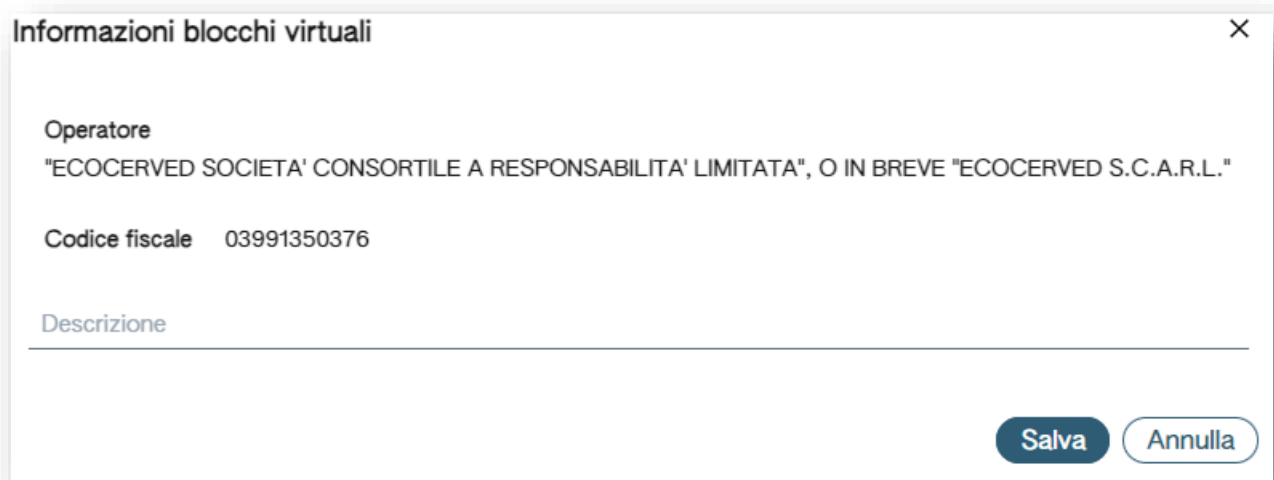 Informazioni blocchi virtuali
Operatore
"ECOCERVED SOCIETA' CONSORTILE A RESPONSABILITA' LIMITATA", O IN BREVE "ECOCERVED S.C.A.R.L."
Codice fiscale 03991350376
Descrizione
Salva Annulla